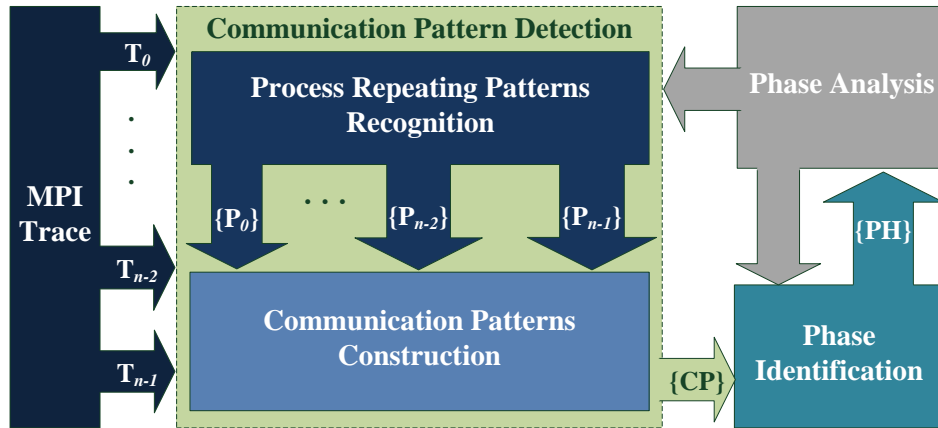 Communication Pattern Detection
T0
Process Repeating Patterns
Recognition
Phase Analysis
. . .
MPI
Trace
{P0}
. . .
{Pn-2}
{Pn-1}
{PH}
Tn-2
Communication Patterns
Construction
Phase
Identification
Tn-1
{CP}